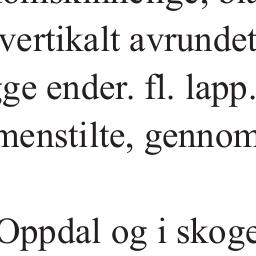 vertikalt avrundet
ge ender. fl. lapp.
menstilte, gennom
Oppdal og i skoge